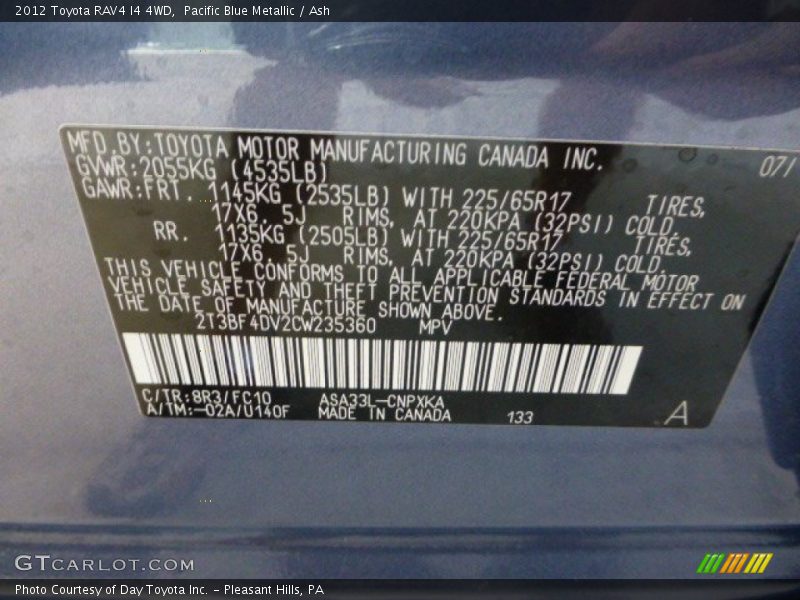 2012 Toyota RAV4 I4 4WD, Pacific Blue Metallic / Ash
MFD. BY: TOYOTA MOTOR MANUFACTURING CANADA INC. 07/
GVWR: 2055KG (4535LB)
GAWR: FRT. 1145KG (2535LB) WITH 225/65R17 TIRES,
17X6. 5J RIMS, AT 220KPA (32PSI) COLD.
RR. 1135KG (2505LB) WITH 225/65R17 TIRES,
17X6. 5J RIMS, AT 220KPA (32PSI) COLD.
THIS VEHICLE CONFORMS TO ALL APPLICABLE FEDERAL MOTOR
VEHICLE SAFETY AND THEFT PREVENTION STANDARDS IN EFFECT ON
THE DATE OF MANUFACTURE SHOWN ABOVE.
2T3BF4DV2CW235360 MPV
C/TR: 8R3/FC10 ASA33L-CNPXKA
A/TM: -02A/U140F MADE IN CANADA 133 A
GTCARLOT.COM
Photo Courtesy of Day Toyota Inc. - Pleasant Hills, PA